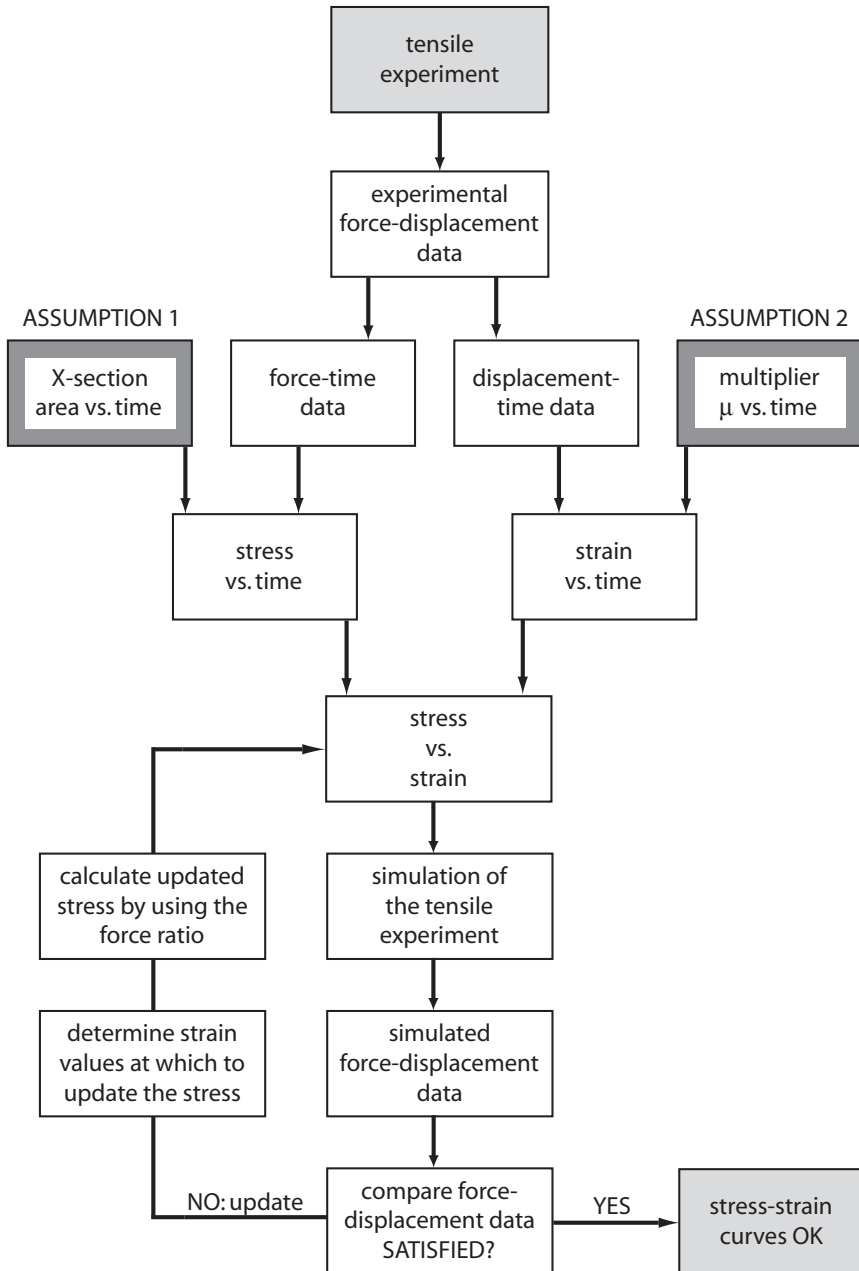 tensile
experiment
experimental
force-displacement
data
ASSUMPTION 1
ASSUMPTION 2
X-section
area vs. time
force-time
data
displacement-
time data
multiplier
μ vs. time
stress
vs. time
strain
vs. time
stress
vs.
strain
calculate updated
stress by using the
force ratio
simulation of
the tensile
experiment
determine strain
values at which to
update the stress
simulated
force-displacement
data
NO: update
compare force-
displacement data
SATISFIED?
YES
stress-strain
curves OK